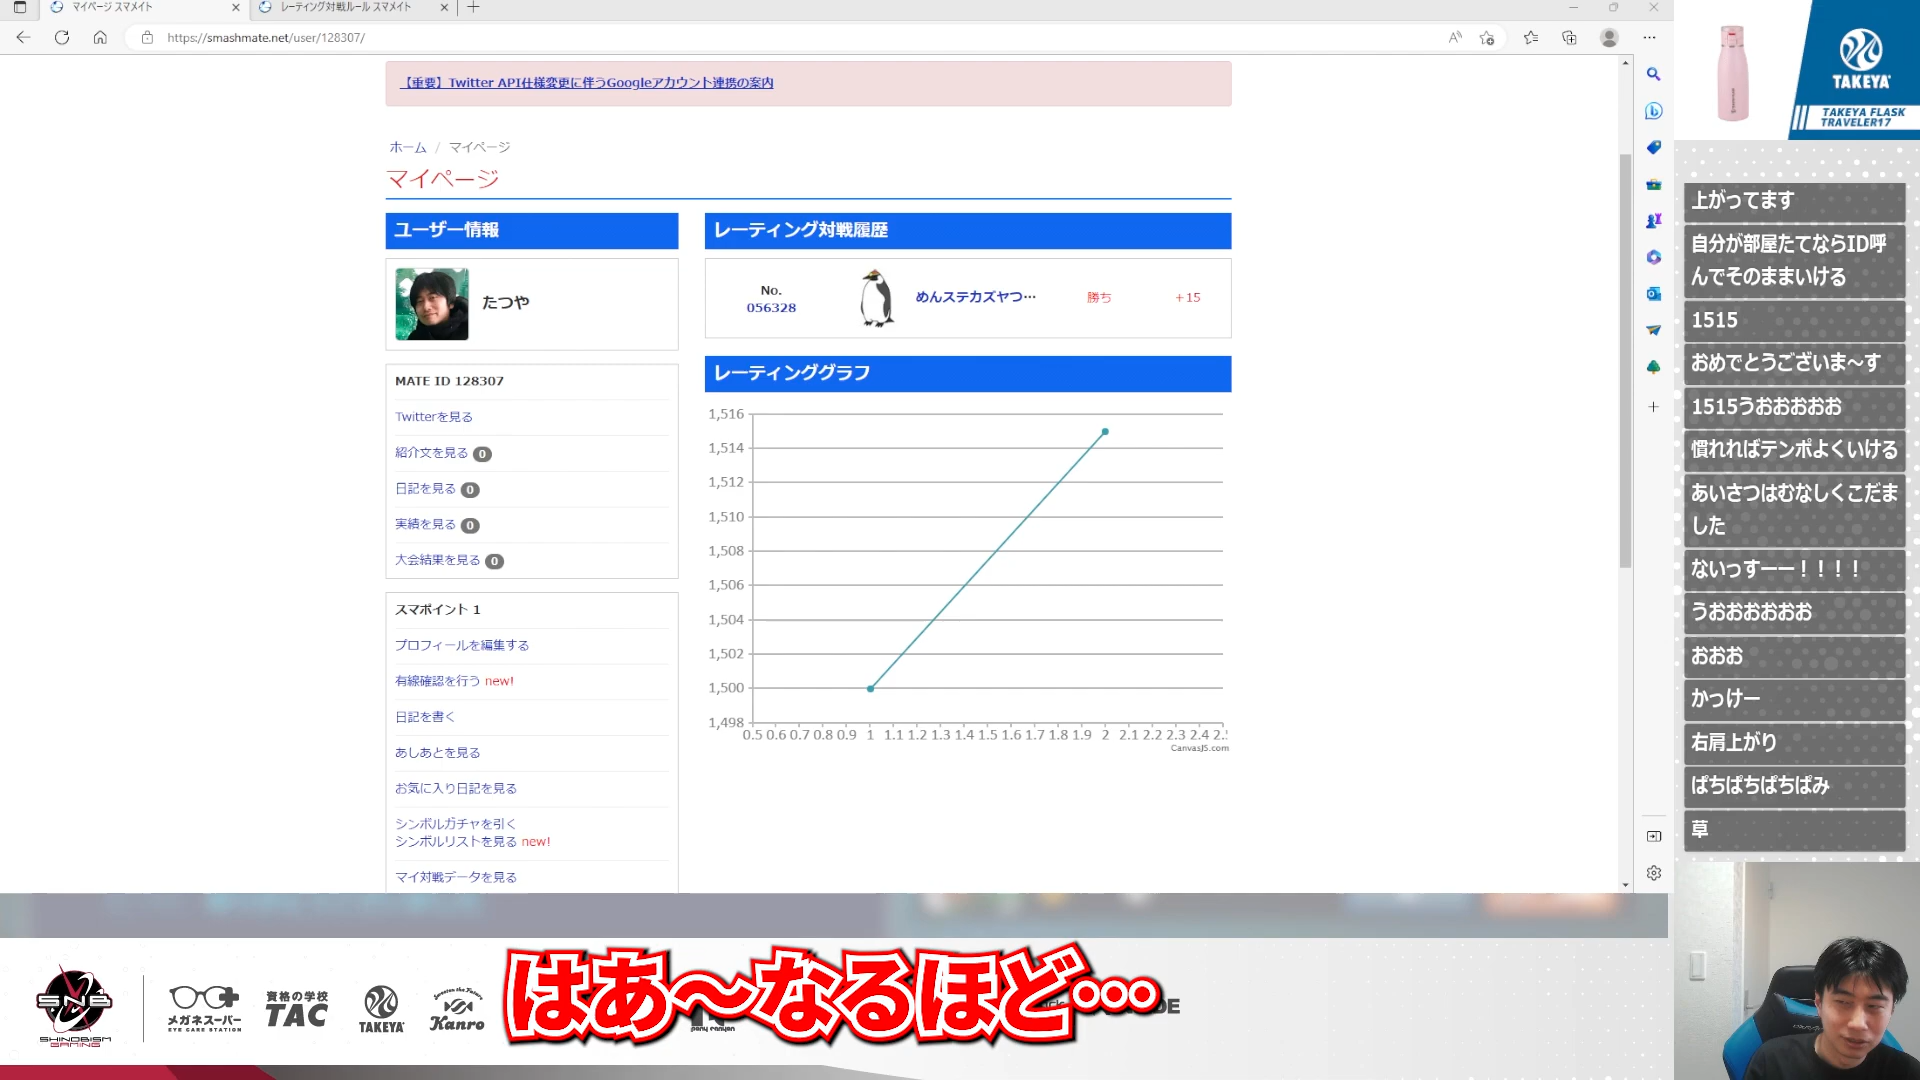 マイページ スマメイト
レーティング対戦ルール スマメイト
https://smashmate.net/user/128307/
【重要】Twitter API仕様変更に伴うGoogleアカウント連携の案内
ホーム / マイページ
マイページ
ユーザー情報
たつや
MATE ID 128307
Twitterを見る
紹介文を見る 0
日記を見る 0
実績を見る 0
大会結果を見る 0
スマポイント 1
プロフィールを編集する
有線確認を行う new!
日記を書く
あしあとを見る
お気に入り日記を見る
シンボルガチャを引く
シンボルリストを見る new!
マイ対戦データを見る
レーティング対戦履歴
No.
056328
めんステカズヤつ…
勝ち
+15
レーティンググラフ
1,516
1,514
1,512
1,510
1,508
1,506
1,504
1,502
1,500
1,498
0.5 0.6 0.7 0.8 0.9 1 1.1 1.2 1.3 1.4 1.5 1.6 1.7 1.8 1.9 2 2.1 2.2 2.3 2.4
CanvasJS.com
TAKEYA
TAKEYA FLASK
TRAVELER17
上がってます
自分が部屋たてならID呼
んでそのままいける
1515
おめでとうございま～す
1515うおおおおお
慣れればテンポよくいける
あいさつはむなしくこだま
した
ないっすーー！！！！
うおおおおおお
おおお
かっけー
右肩上がり
ぱちぱちぱちぱみ
草
SNB
SHINOBISM
GAMING
メガネスーパー
EYE CARE STATION
資格の学校
TAC
TAKEYA
Sweeten the Future
Kanro
はあ～なるほど…
pony canyon